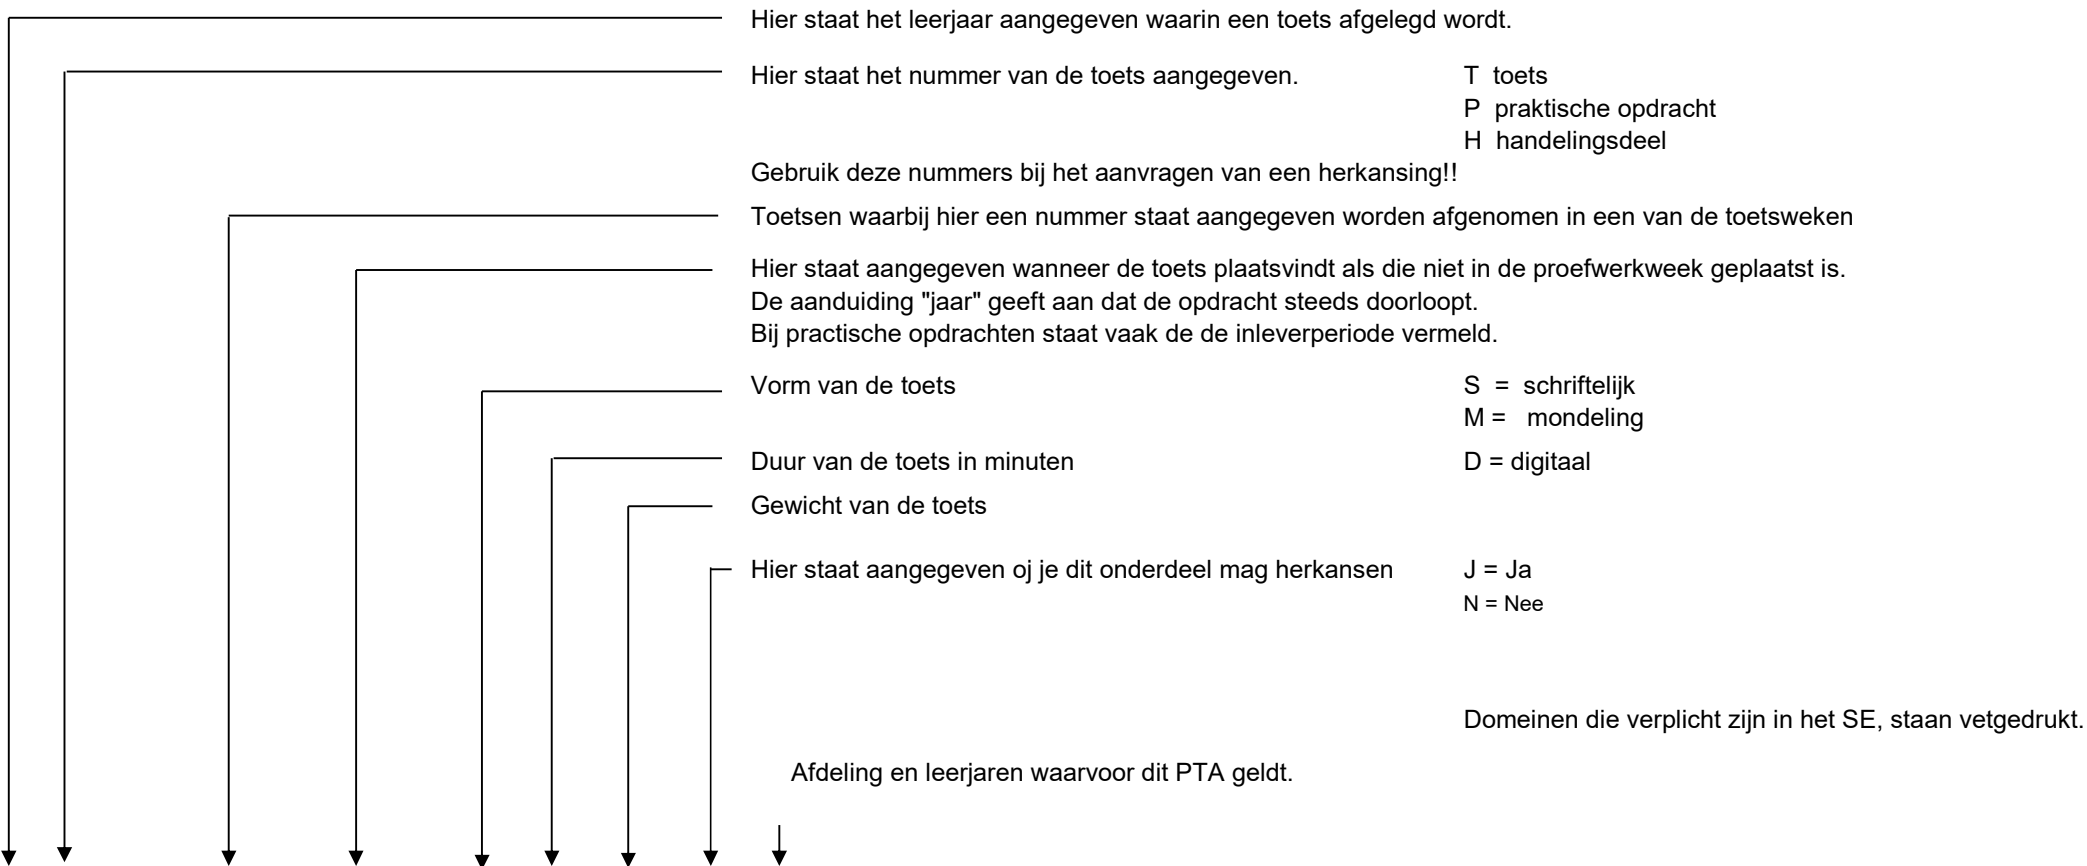 Hier staat het leerjaar aangegeven waarin een toets afgelegd wordt.
Hier staat het nummer van de toets aangegeven. T toets
P praktische opdracht
H handelingsdeel
Gebruik deze nummers bij het aanvragen van een herkansing!!
Toetsen waarbij hier een nummer staat aangegeven worden afgenomen in een van de toetsweken
Hier staat aangegeven wanneer de toets plaatsvindt als die niet in de proefwerkweek geplaatst is.
De aanduiding "jaar" geeft aan dat de opdracht steeds doorloopt.
Bij practische opdrachten staat vaak de de inleverperiode vermeld.
Vorm van de toets S = schriftelijk
M = mondeling
Duur van de toets in minuten D = digitaal
Gewicht van de toets
Hier staat aangegeven oj je dit onderdeel mag herkansen J = Ja
N = Nee
Domeinen die verplicht zijn in het SE, staan vetgedrukt.
Afdeling en leerjaren waarvoor dit PTA geldt.